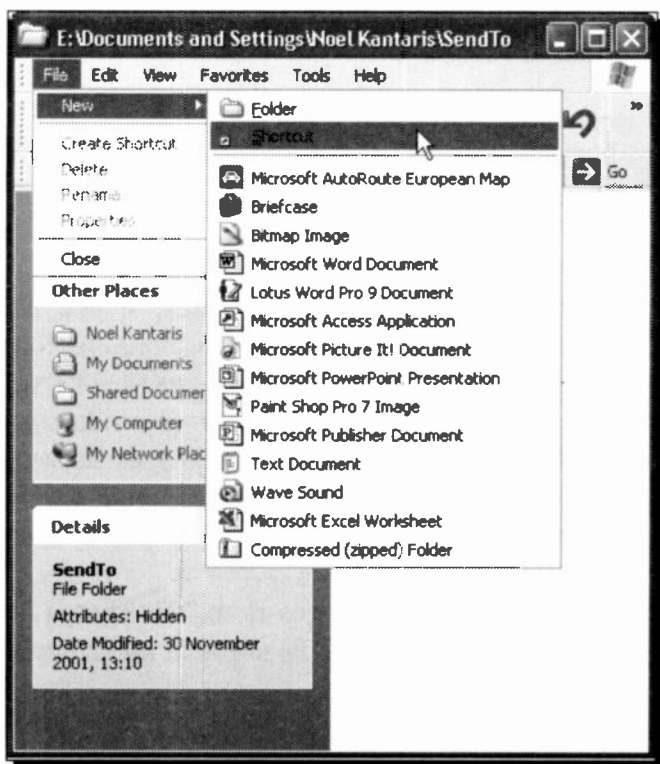 E:\Documents and Settings\Noel Kantaris\SendTo
File Edit View Favorites Tools Help
New
Create Shortcut
Delete
Rename
Properties
Close
Folder
Shortcut
Microsoft AutoRoute European Map
Briefcase
Bitmap Image
Microsoft Word Document
Lotus Word Pro 9 Document
Microsoft Access Application
Microsoft Picture It! Document
Microsoft PowerPoint Presentation
Paint Shop Pro 7 Image
Microsoft Publisher Document
Text Document
Wave Sound
Microsoft Excel Worksheet
Compressed (zipped) Folder
»
Go
Other Places
Noel Kantaris
My Documents
Shared Documer
My Computer
My Network Plac
Details
SendTo
File Folder
Attributes: Hidden
Date Modified: 30 November
2001, 13:10